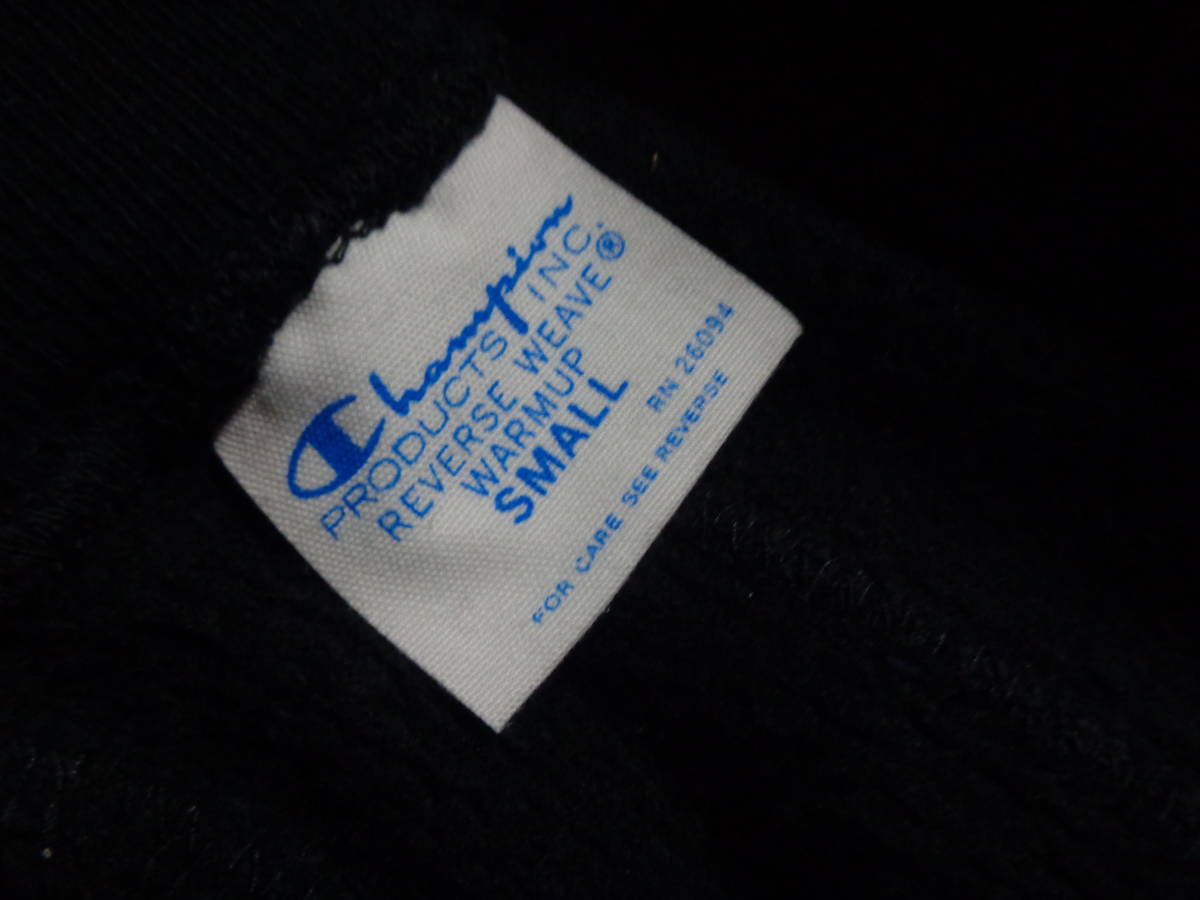 Champion
PRODUCTS INC.
REVERSE WEAVE®
WARMUP
SMALL
RN 26094
FOR CARE SEE REVERSE